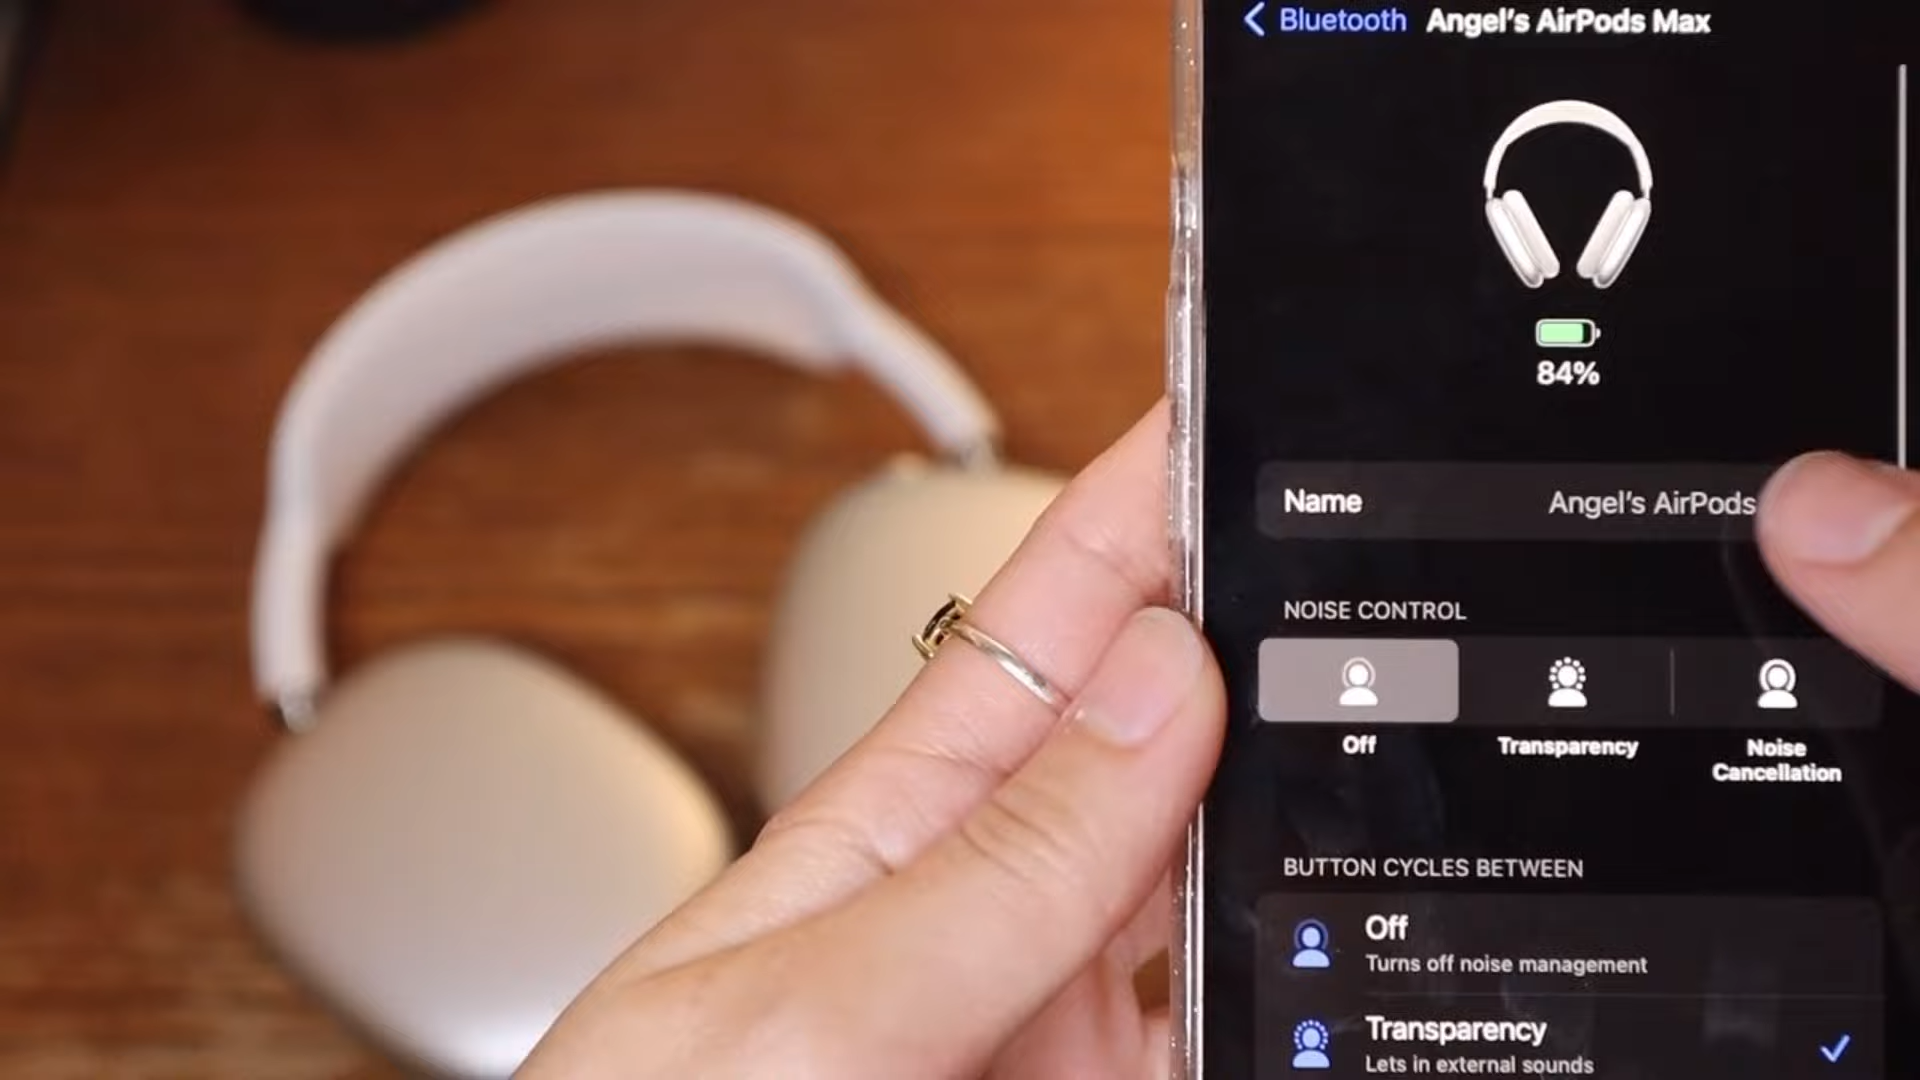 Bluetooth Angel's AirPods Max
84%
Name Angel's AirPods
NOISE CONTROL
Off Transparency Noise Cancellation
BUTTON CYCLES BETWEEN
Off
Turns off noise management
Transparency
Lets in external sounds